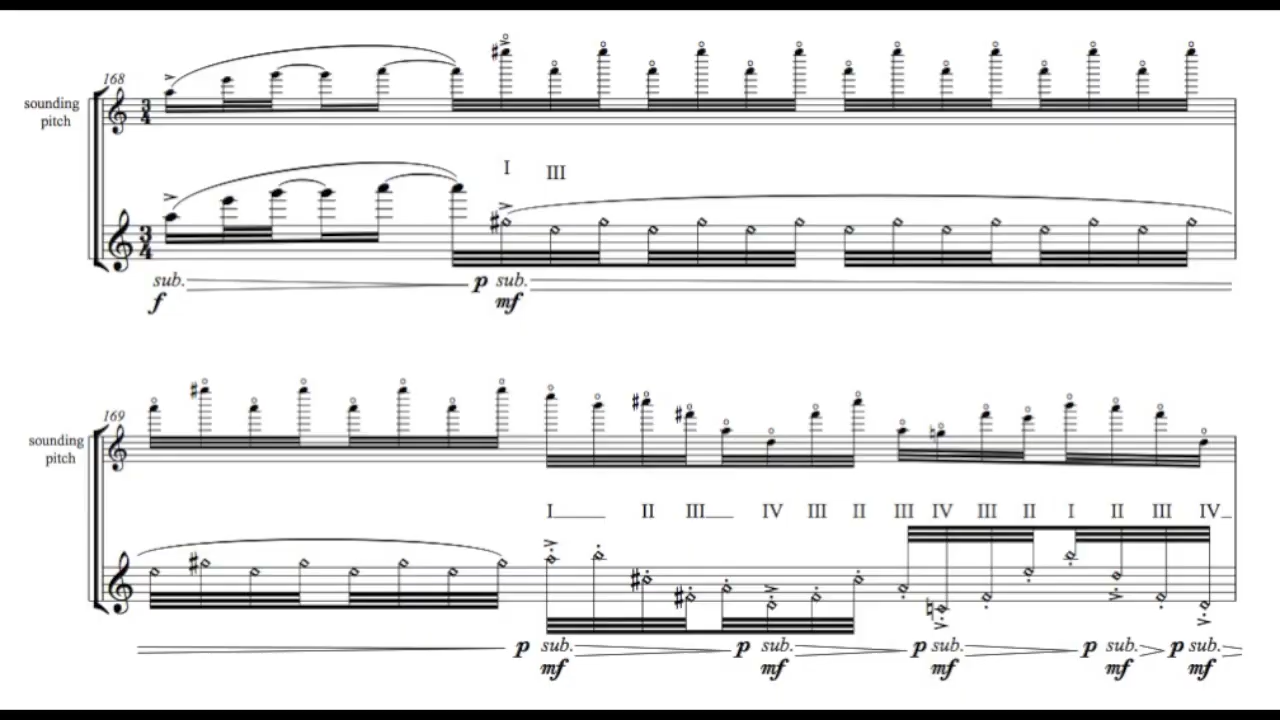 168
sounding
pitch
3
4
I III
3
4
sub. p sub.
f mf
169
sounding
pitch
I II III IV III II III IV III II I II III IV
p sub. p sub. p sub. p sub. p sub.
mf mf mf mf mf